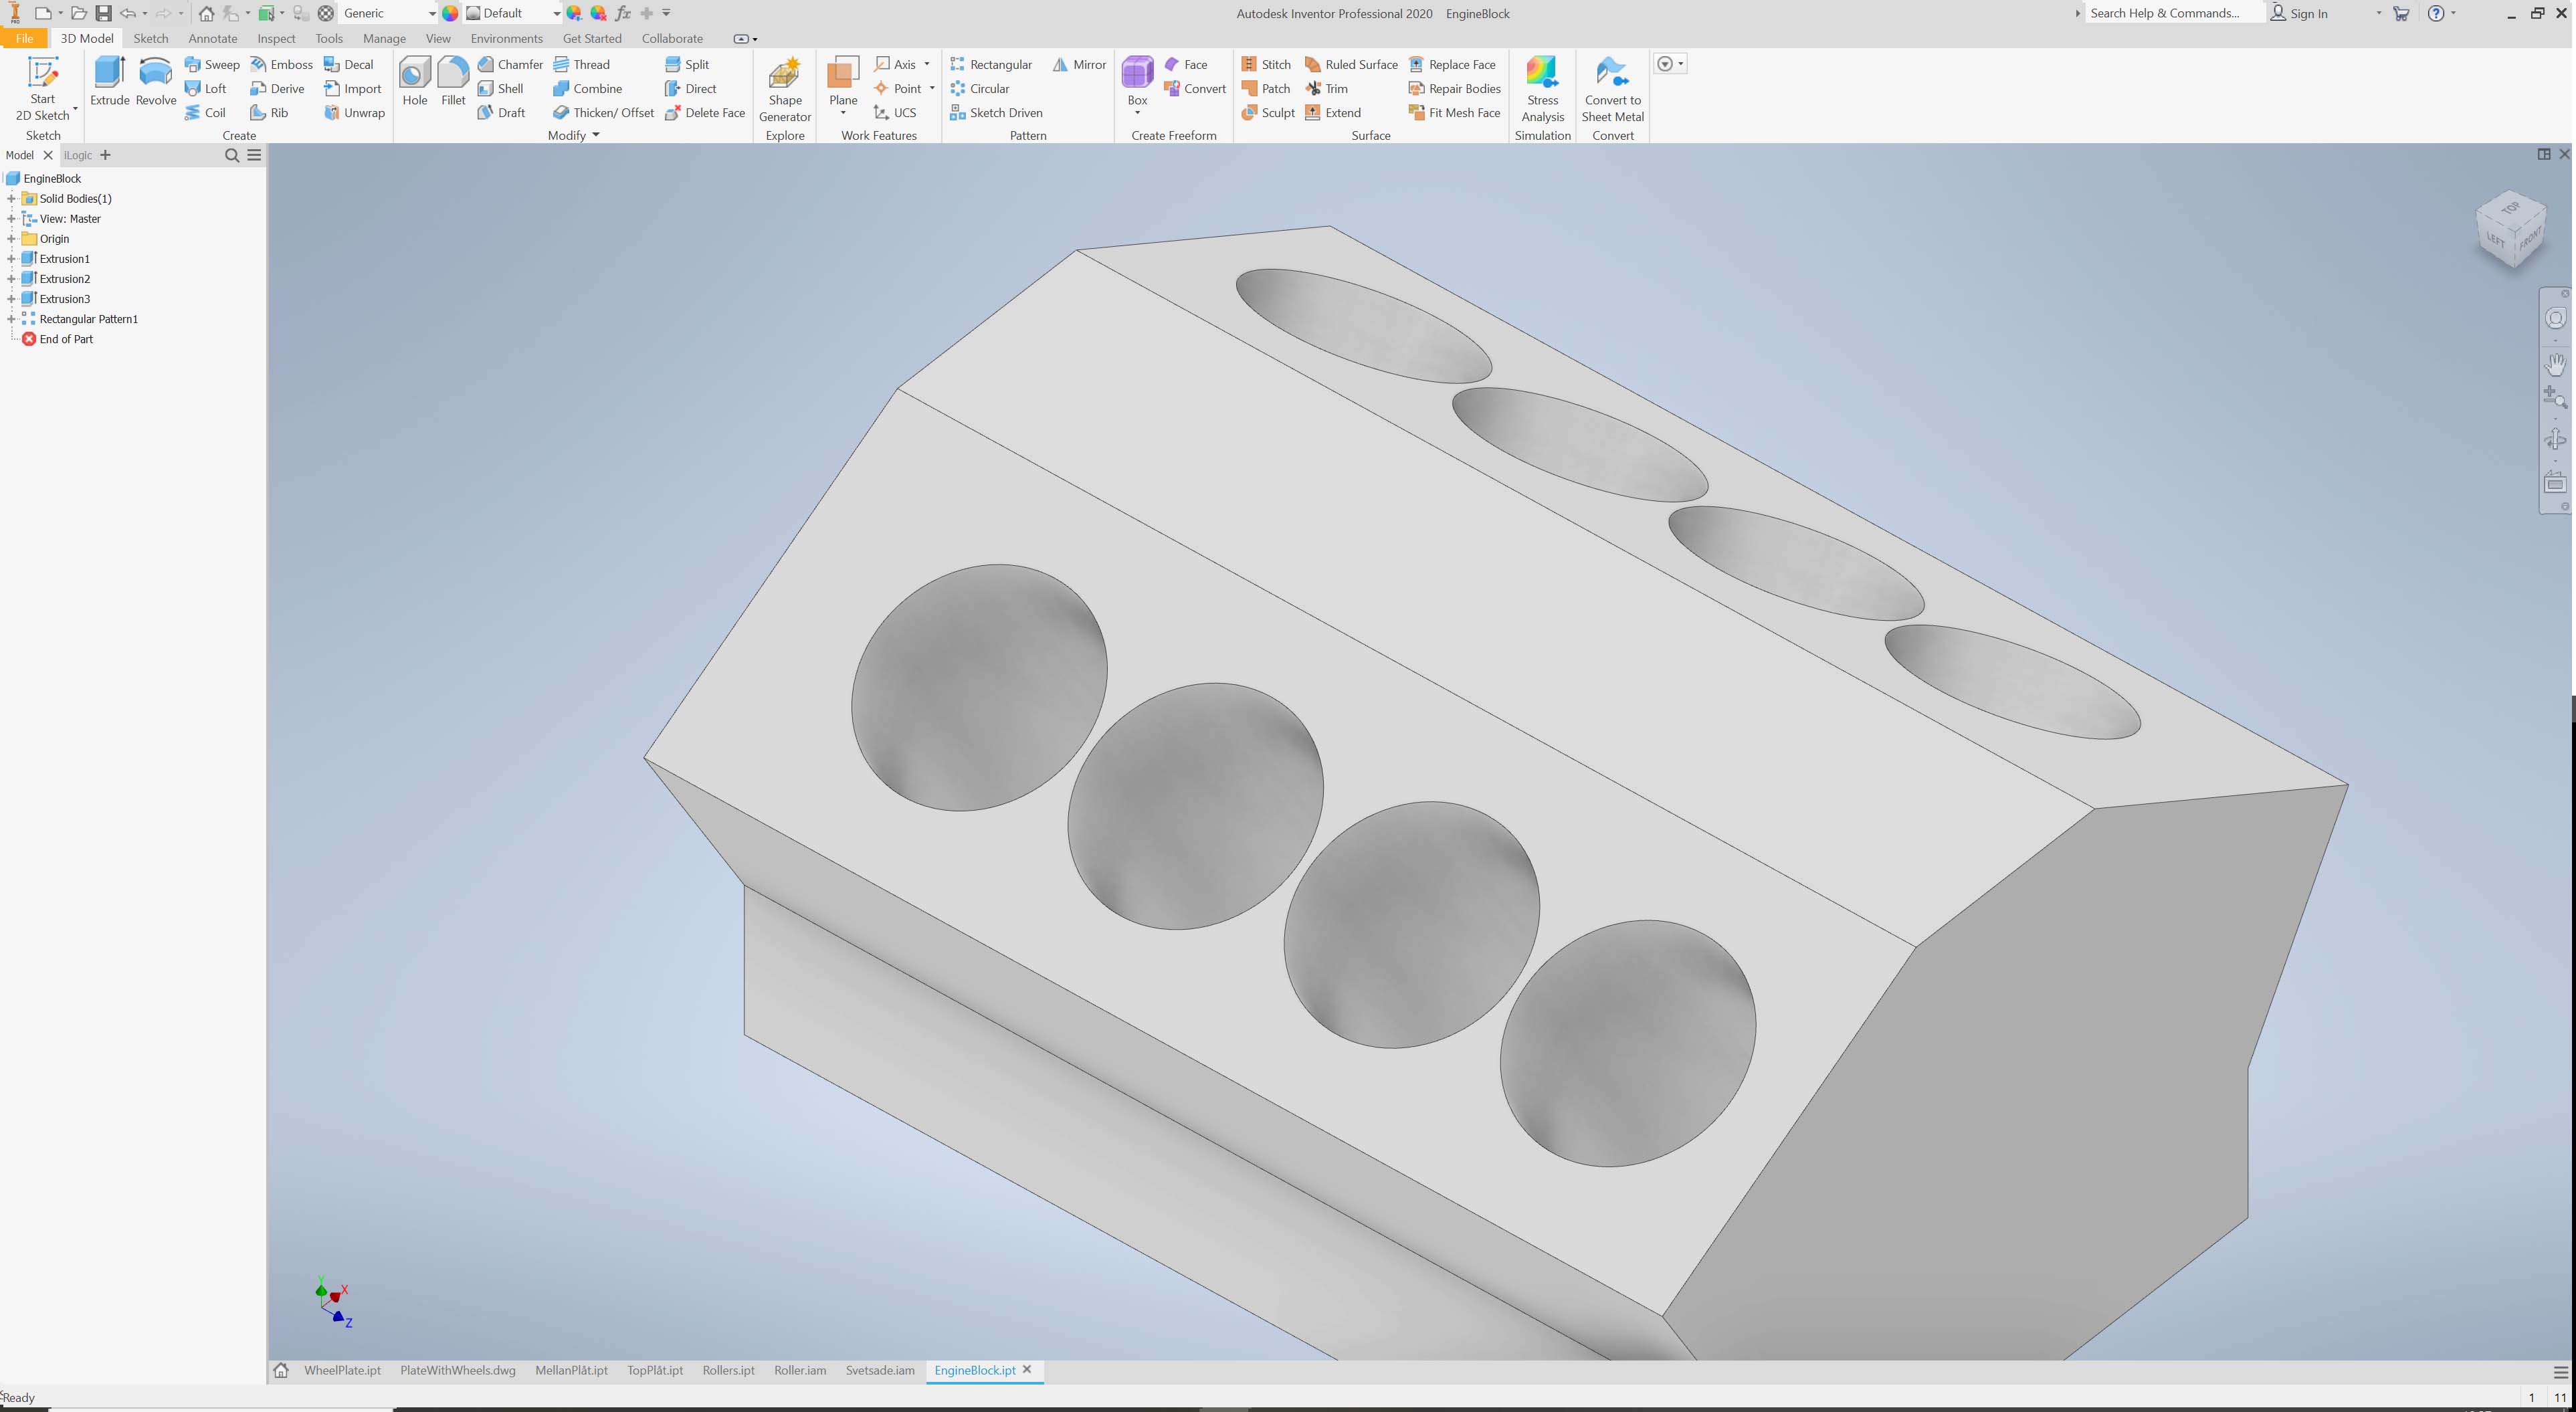 Generic Default Autodesk Inventor Professional 2020 EngineBlock Search Help & Commands... Sign In
File 3D Model Sketch Annotate Inspect Tools Manage View Environments Get Started Collaborate
Start 2D Sketch
Extrude Revolve
Sweep Emboss Decal
Loft Derive Import
Coil Rib Unwrap
Hole Fillet
Chamfer Thread Split
Shell Combine Direct
Draft Thicken/ Offset Delete Face
Shape Generator
Plane
Axis
Point
UCS
Rectangular Mirror
Circular
Sketch Driven
Box
Face
Convert
Stitch Ruled Surface Replace Face
Patch Trim Repair Bodies
Sculpt Extend Fit Mesh Face
Stress Analysis
Convert to Sheet Metal
Sketch Create Modify Explore Work Features Pattern Create Freeform Surface Simulation Convert
Model iLogic
EngineBlock
Solid Bodies(1)
View: Master
Origin
Extrusion1
Extrusion2
Extrusion3
Rectangular Pattern1
End of Part
TOP
LEFT FRONT
Y
X
Z
WheelPlate.ipt PlateWithWheels.dwg MellanPlåt.ipt TopPlåt.ipt Rollers.ipt Roller.iam Svetsade.iam EngineBlock.ipt
Ready 1 11